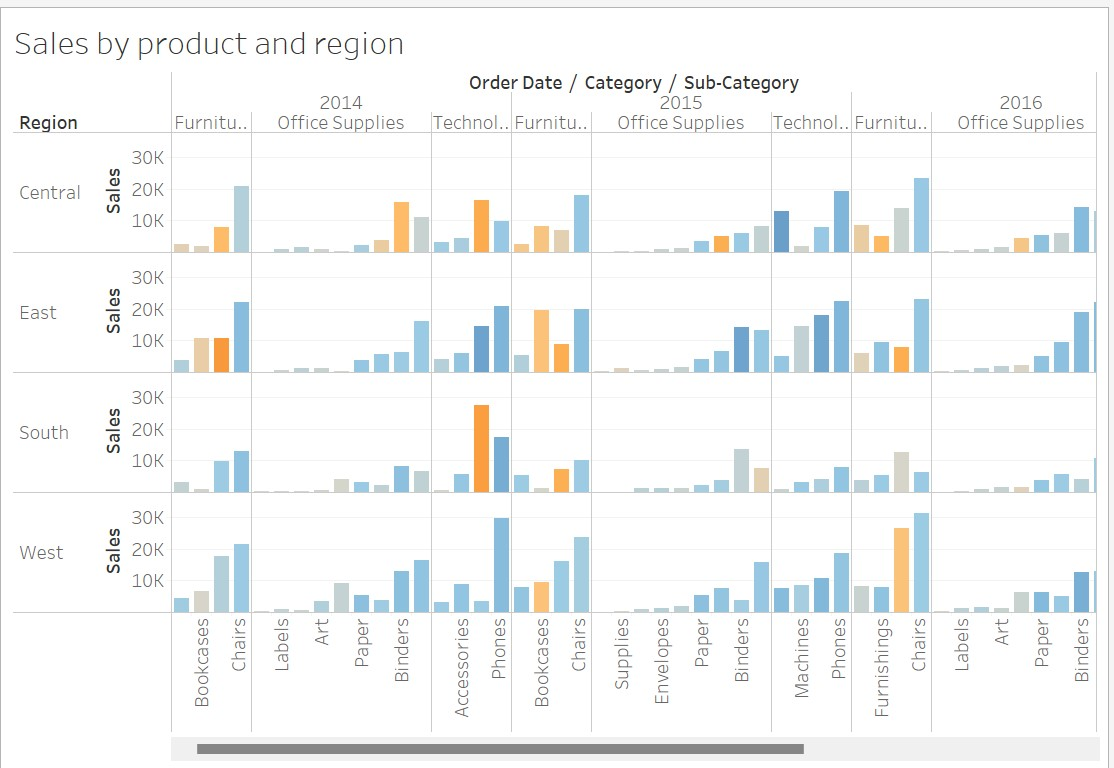 Sales by product and region
Order Date / Category / Sub-Category
2014 2015 2016
Region Furnitu.. Office Supplies Technol.. Furnitu.. Office Supplies Technol.. Furnitu.. Office Supplies
Central Sales 30K 20K 10K
East Sales 30K 20K 10K
South Sales 30K 20K 10K
West Sales 30K 20K 10K
Bookcases Chairs Labels Art Paper Binders Accessories Phones Bookcases Chairs Supplies Envelopes Paper Binders Machines Phones Furnishings Chairs Labels Art Paper Binders